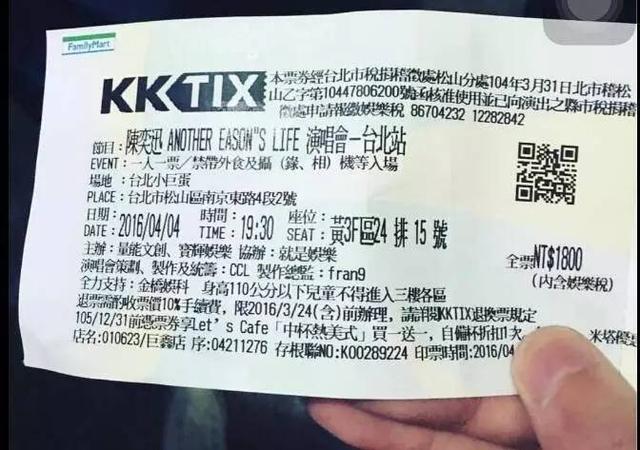 FamilyMart
KKTIX
本票券經台北市稅捐稽徵處松山分處104年3月31日北市稽松
山乙字第10447806200號函核准使用並已向演出之縣市稅捐稽
徵處申請報繳娛樂稅 86704232 12282842
節目：陳奕迅 ANOTHER EASON"S LIFE 演唱會－台北站
EVENT：一人一票／禁帶外食及攝（錄、相）機等入場
場地：台北小巨蛋
PLACE：台北市松山區南京東路4段2號
日期： 時間： 座位：
DATE：2016/04/04 TIME：19:30 SEAT：黃3F區24 排 15 號
全票NT$1800
(內含娛樂稅)
主辦：量能文創、寶輝娛樂 協辦：就是娛樂
演唱會策劃、製作及統籌：CCL 製作總監：fran9
全力支持：金橋娛科 身高110公分以下兒童不得進入三樓各區
退票需酌收票價10%手續費，限2016/3/24(含)前辦理，請詳閱KKTIX退換票規定
105/12/31前憑票券享Let's Cafe「中杯熱美式」買一送一，自備杯折扣1次 米塔優
店名:010623/巨鑫店 序:04211276 存根聯NO:K00289224 印票時間:2016/04